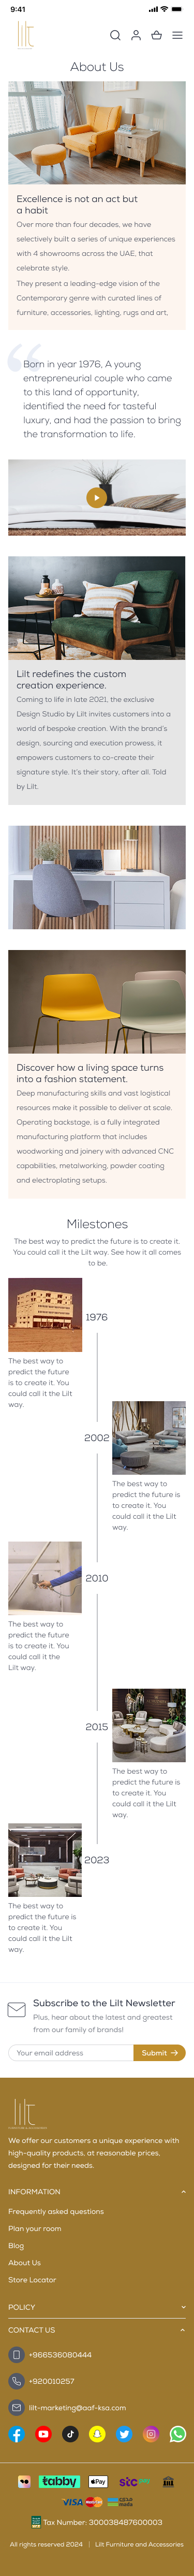 9:41
lilt
About Us
Excellence is not an act but
a habit
Over more than four decades, we have
selectively built a series of unique experiences
with 4 showrooms across the UAE, that
celebrate style.
They present a leading-edge vision of the
Contemporary genre with curated lines of
furniture, accessories, lighting, rugs and art,
Born in year 1976, A young
entrepreneurial couple who came
to this land of opportunity,
identified the need for tasteful
luxury, and had the passion to bring
the transformation to life.
Lilt redefines the custom
creation experience.
Coming to life in late 2021, the exclusive
Design Studio by Lilt invites customers into a
world of bespoke creation. With the brand's
design, sourcing and execution prowess, it
empowers customers to co-create their
signature style. It's their story, after all. Told
by Lilt.
Discover how a living space turns
into a fashion statement.
Deep manufacturing skills and vast logistical
resources make it possible to deliver at scale.
Operating backstage, is a fully integrated
manufacturing platform that includes
woodworking and joinery with advanced CNC
capabilities, metalworking, powder coating
and electroplating setups.
Milestones
The best way to predict the future is to create it.
You could call it the Lilt way. See how it all comes
to be.
1976
The best way to
predict the future
is to create it. You
could call it the Lilt
way.
2002
The best way to
predict the future is
to create it. You
could call it the Lilt
way.
2010
The best way to
predict the future
is to create it. You
could call it the
Lilt way.
2015
The best way to
predict the future is
to create it. You
could call it the Lilt
way.
2023
The best way to
predict the future is
to create it. You
could call it the Lilt
way.
Subscribe to the Lilt Newsletter
Plus, hear about the latest and greatest
from our family of brands!
Your email address
Submit
lilt
We offer our customers a unique experience with
high-quality products, at reasonable prices,
designed for their needs.
INFORMATION
Frequently asked questions
Plan your room
Blog
About Us
Store Locator
POLICY
CONTACT US
+966536080444
+920010257
lilt-marketing@aaf-ksa.com
tabby
Pay
stc
VISA
mada
Tax Number: 300038487600003
All rights reserved 2024 | Lilt Furniture and Accessories